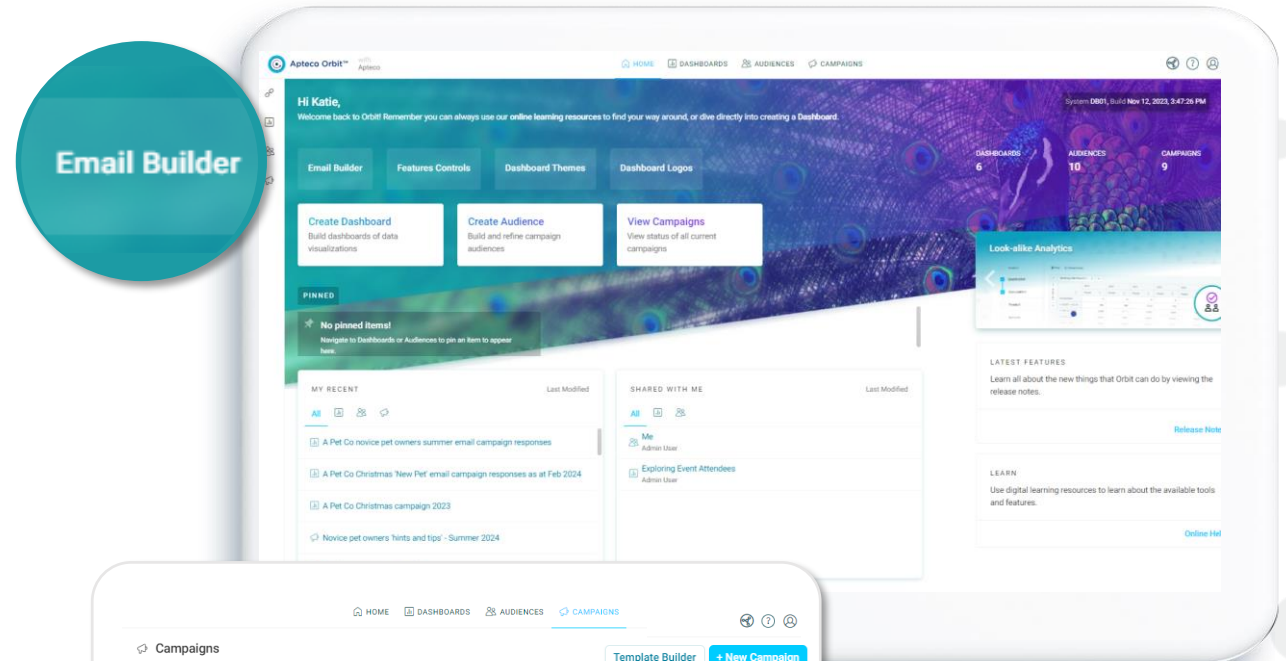 Email Builder
Apteco Orbit™
Apteco
HOME DASHBOARDS AUDIENCES CAMPAIGNS
Hi Katie,
Welcome back to Orbit! Remember you can always use our online learning resources to find your way around, or dive directly into creating a Dashboard.
System DB01, Build Nov 12, 2023, 3:47:26 PM
Email Builder Features Controls Dashboard Themes Dashboard Logos
DASHBOARDS AUDIENCES CAMPAIGNS
6 10 9
Create Dashboard
Build dashboards of data
visualizations
Create Audience
Build and refine campaign
audiences
View Campaigns
View status of all current
campaigns
Look-alike Analytics
PINNED
No pinned items!
Navigate to Dashboards or Audiences to pin an item to appear
here.
MY RECENT Last Modified
All
A Pet Co novice pet owners summer email campaign responses
A Pet Co Christmas 'New Pet' email campaign responses as at Feb 2024
A Pet Co Christmas campaign 2023
Novice pet owners 'hints and tips' - Summer 2024
SHARED WITH ME Last Modified
All
Me
Admin User
Exploring Event Attendees
Admin User
LATEST FEATURES
Learn all about the new things that Orbit can do by viewing the
release notes.
Release Note
LEARN
Use digital learning resources to learn about the available tools
and features.
Online Hel
HOME DASHBOARDS AUDIENCES CAMPAIGNS
Campaigns
Template Builder + New Campaign